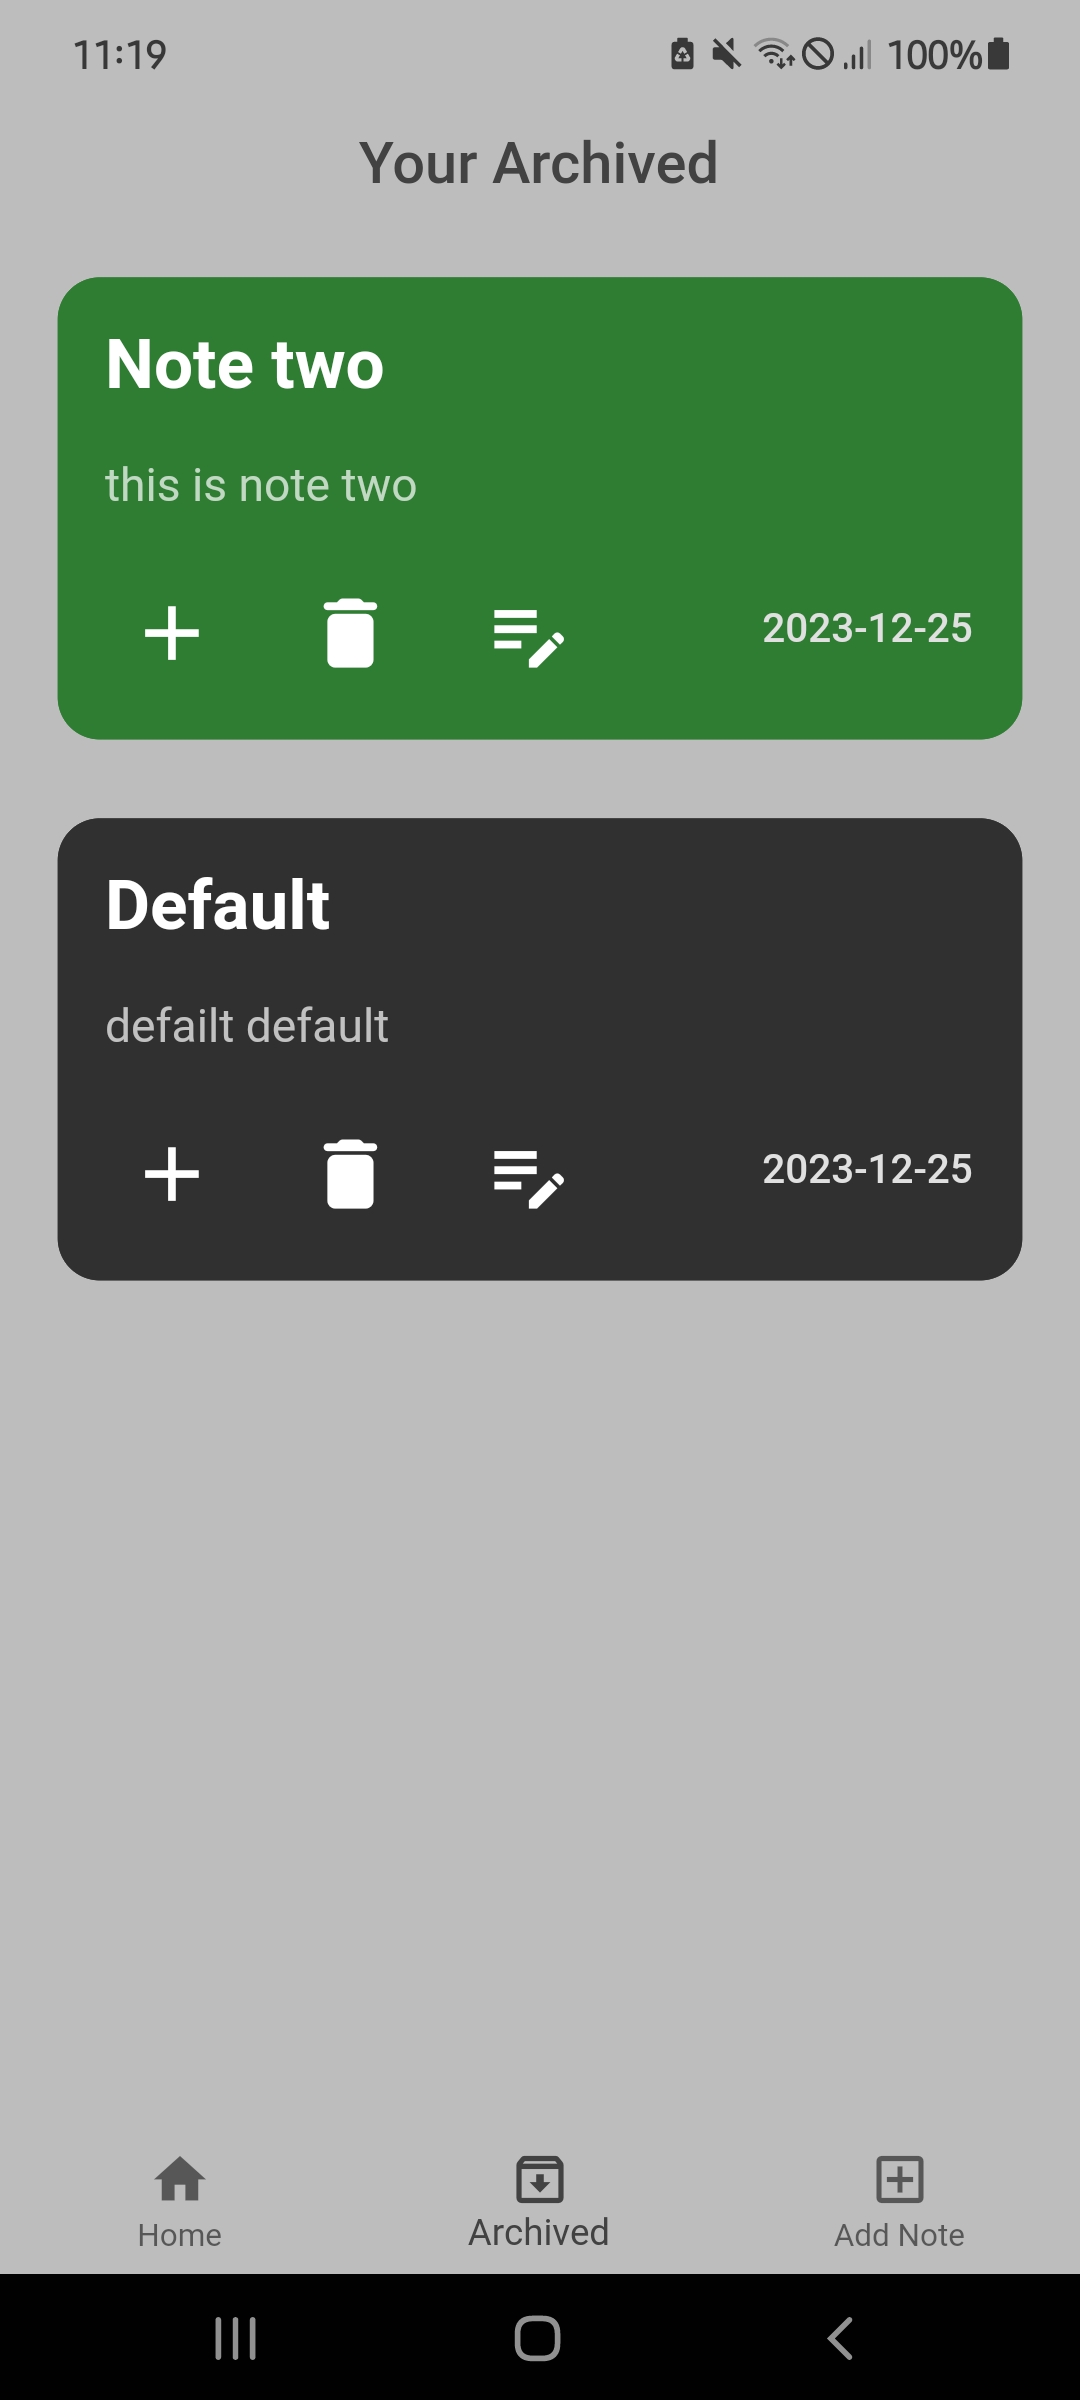 11:19
100%
Your Archived
Note two
this is note two
2023-12-25
Default
defailt default
2023-12-25
Home
Archived
Add Note